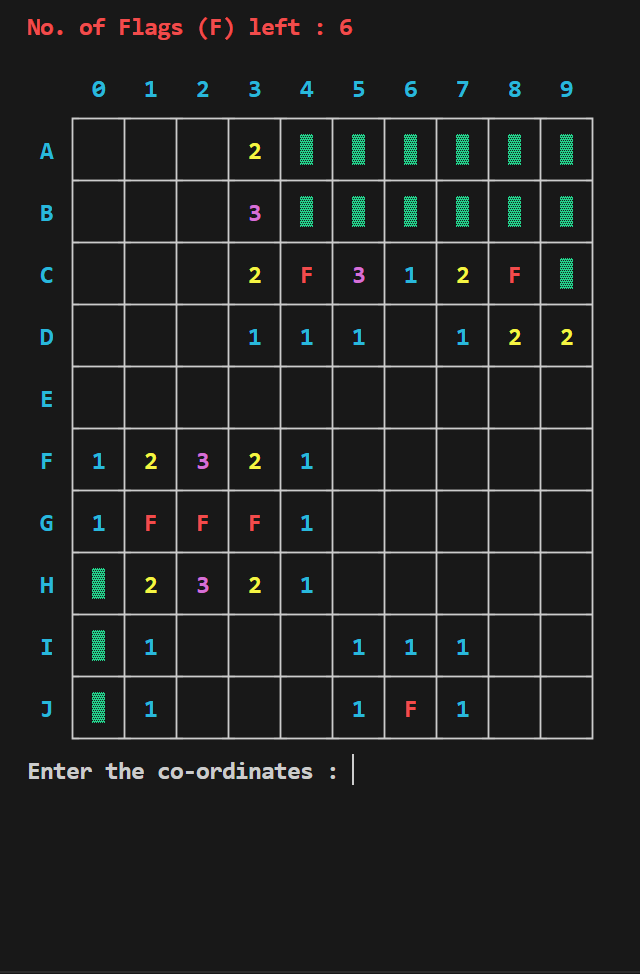 No. of Flags (F) left : 6
0 1 2 3 4 5 6 7 8 9
A 2 ▒ ▒ ▒ ▒ ▒ ▒
B 3 ▒ ▒ ▒ ▒ ▒ ▒
C 2 F 3 1 2 F ▒
D 1 1 1 1 2 2
E
F 1 2 3 2 1
G 1 F F F 1
H ▒ 2 3 2 1
I ▒ 1 1 1 1
J ▒ 1 1 F 1
Enter the co-ordinates :